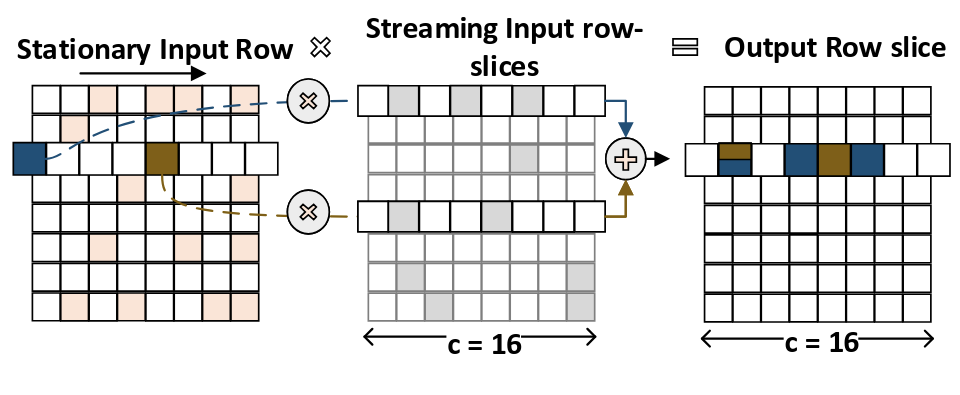 Stationary Input Row
Streaming Input row-
slices
= Output Row slice
c = 16
c = 16